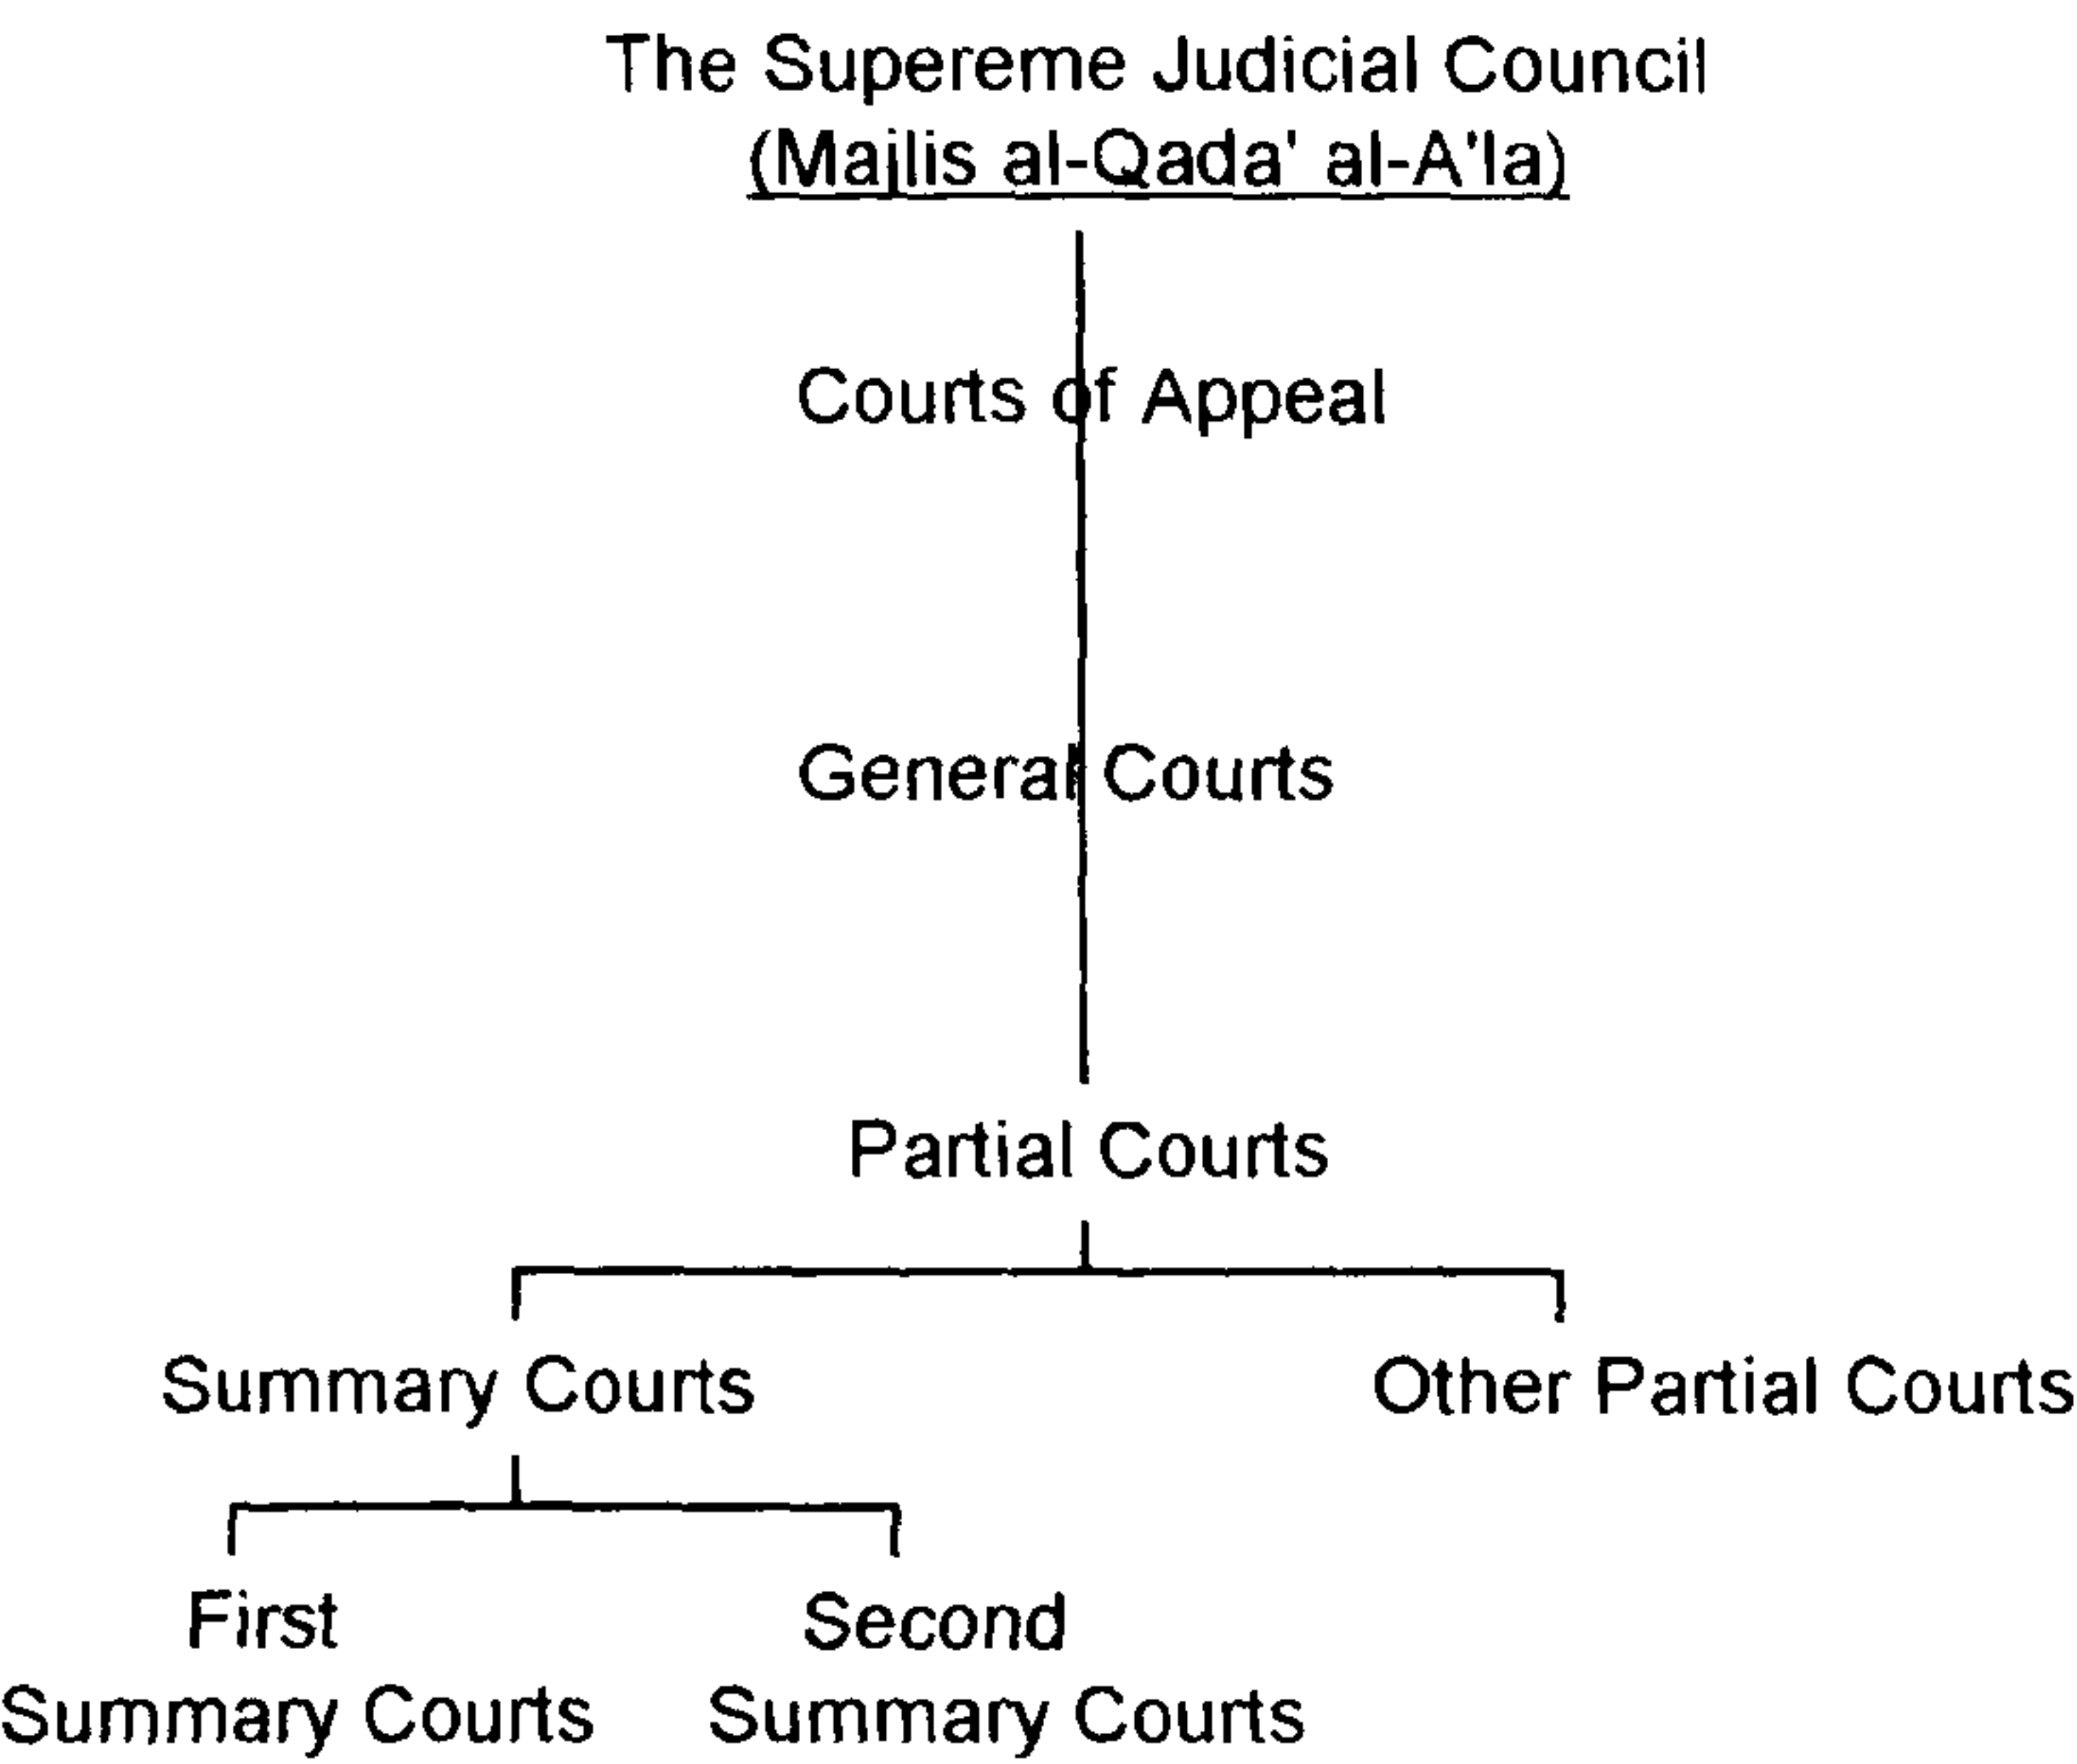 The Supereme Judicial Council
(Majlis al-Qada' al-A'la)
Courts of Appeal
General Courts
Partial Courts
Summary Courts
Other Partial Courts
First
Summary Courts
Second
Summary Courts